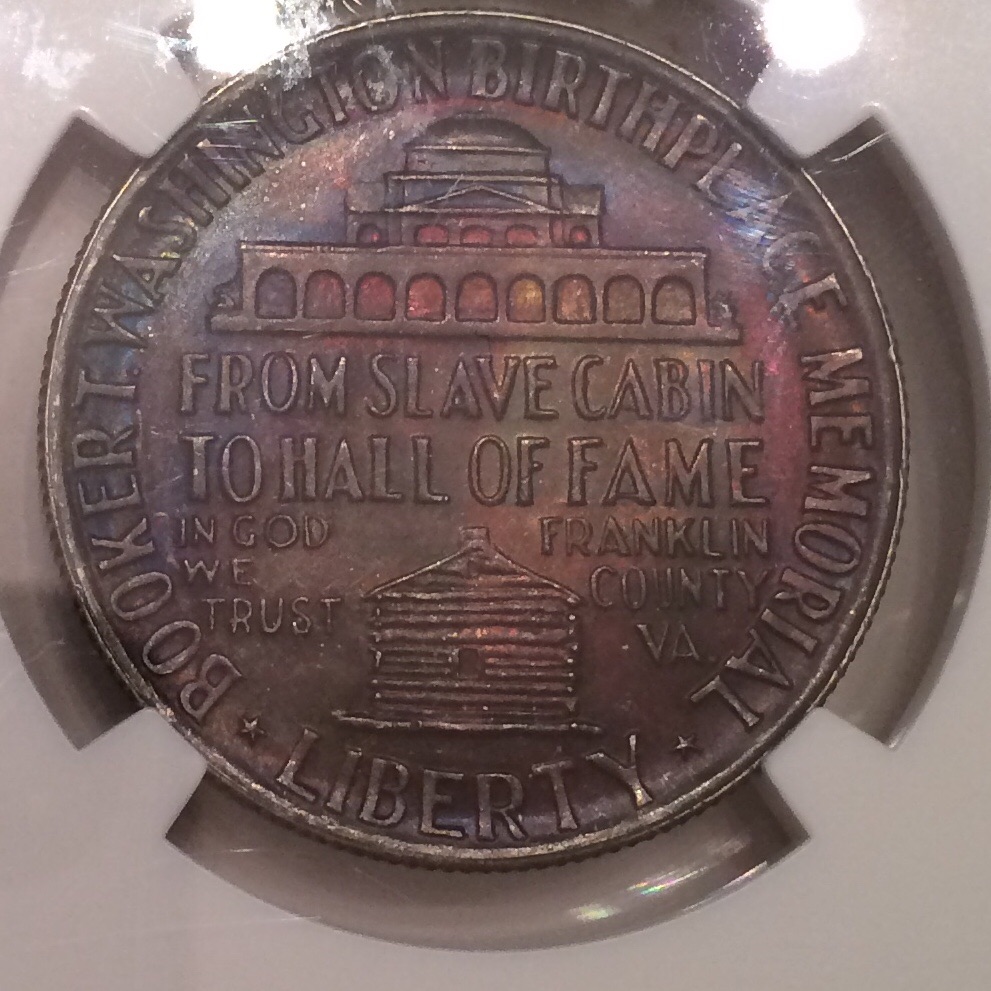 BOOKER T. WASHINGTON BIRTHPLACE MEMORIAL
FROM SLAVE CABIN
TO HALL OF FAME
IN GOD
WE
TRUST
FRANKLIN
COUNTY
VA.
LIBERTY